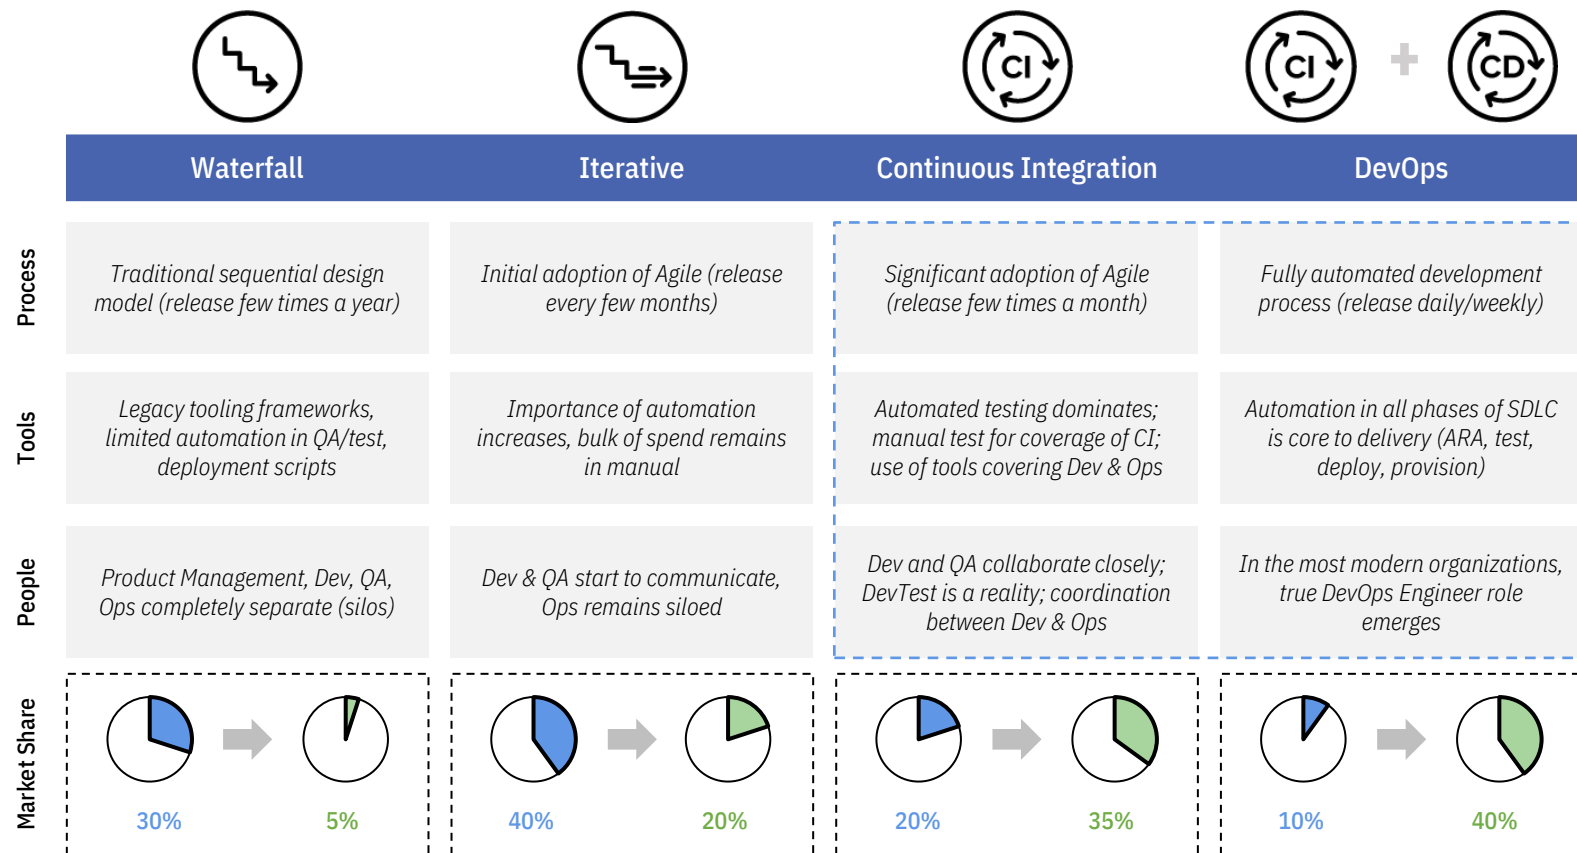 CI
CI
CD
Waterfall
Iterative
Continuous Integration
DevOps
Process
Traditional sequential design
model (release few times a year)
Initial adoption of Agile (release
every few months)
Significant adoption of Agile
(release few times a month)
Fully automated development
process (release daily/weekly)
Tools
Legacy tooling frameworks,
limited automation in QA/test,
deployment scripts
Importance of automation
increases, bulk of spend remains
in manual
Automated testing dominates;
manual test for coverage of CI;
use of tools covering Dev & Ops
Automation in all phases of SDLC
is core to delivery (ARA, test,
deploy, provision)
People
Product Management, Dev, QA,
Ops completely separate (silos)
Dev & QA start to communicate,
Ops remains siloed
Dev and QA collaborate closely;
DevTest is a reality; coordination
between Dev & Ops
In the most modern organizations,
true DevOps Engineer role
emerges
Market Share
30%
5%
40%
20%
20%
35%
10%
40%